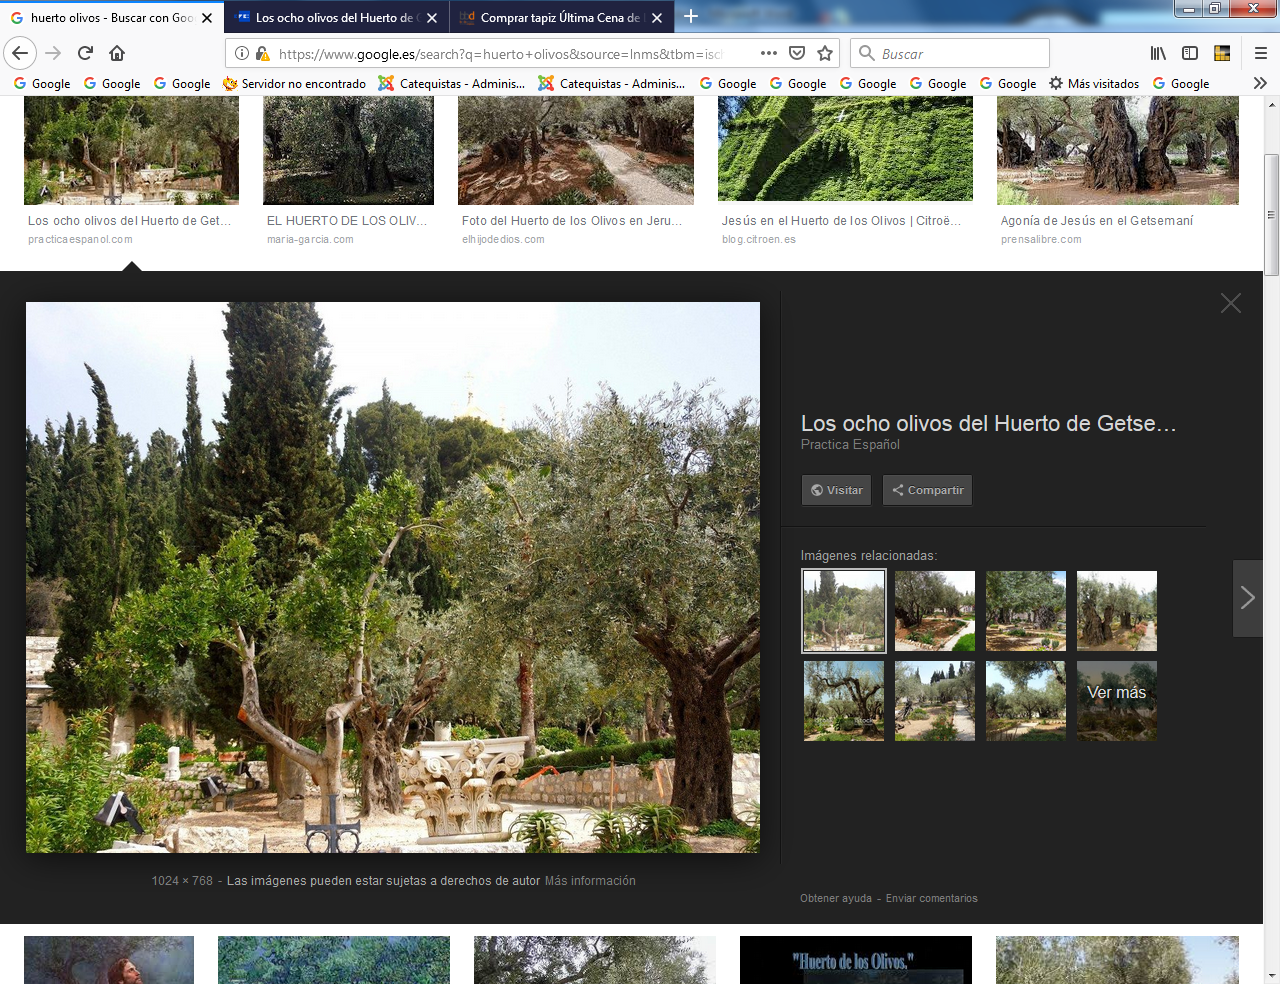 huerto olivos - Buscar con Goo
Los ocho olivos del Huerto de G
Comprar tapiz Última Cena de
https://www.google.es/search?q=huerto+olivos&source=lnms&tbm=isc
Buscar
Google
Google
Google
Servidor no encontrado
Catequistas - Adminis...
Catequistas - Adminis...
Google
Google
Google
Google
Google
Más visitados
Google
Los ocho olivos del Huerto de Get...
practicaespanol.com
EL HUERTO DE LOS OLIV...
maria-garcia.com
Foto del Huerto de los Olivos en Jeru...
elhijodedios.com
Jesús en el Huerto de los Olivos | Citroë...
blog.citroen.es
Agonía de Jesús en el Getsemaní
prensalibre.com
Los ocho olivos del Huerto de Getse...
Practica Español
Visitar
Compartir
Imágenes relacionadas:
Ver más
1024 × 768 - Las imágenes pueden estar sujetas a derechos de autor Más información
Obtener ayuda - Enviar comentarios
"Huerto de los Olivos."